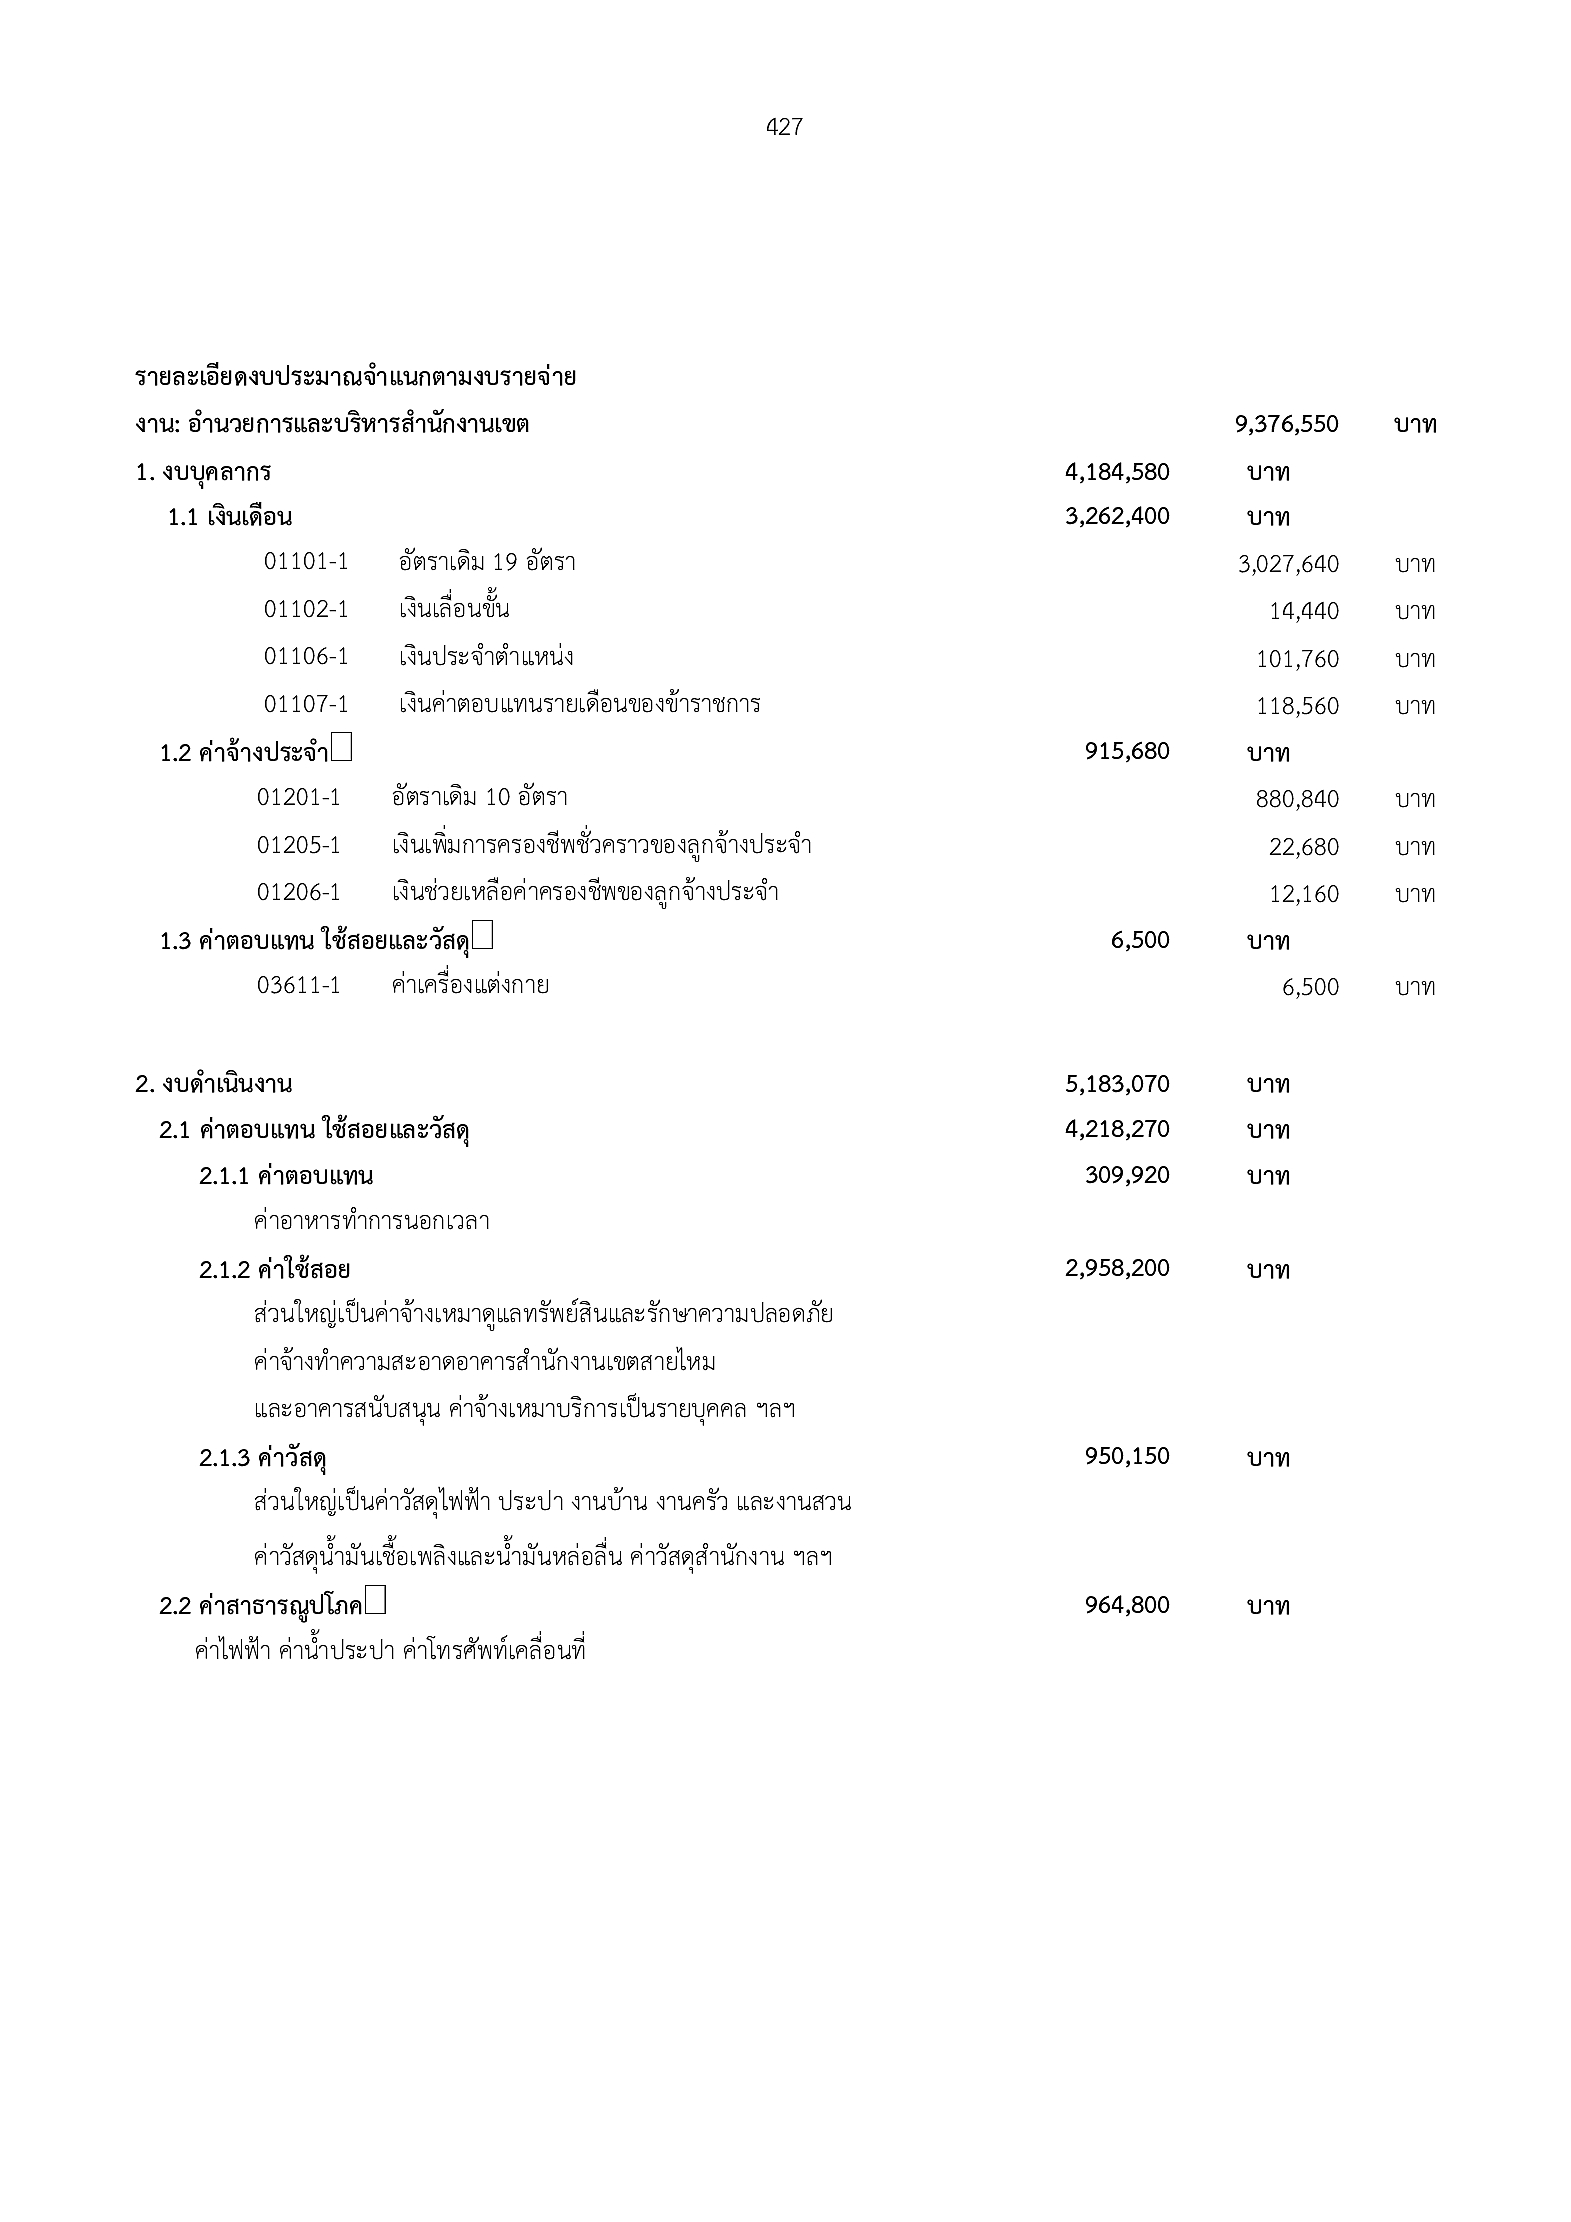 427
รายละเอียดงบประมาณจำแนกตามงบรายจ่าย
งาน: อำนวยการและบริหารสำนักงานเขต 9,376,550 บาท
1. งบบุคลากร 4,184,580 บาท
1.1 เงินเดือน 3,262,400 บาท
01101-1 อัตราเดิม 19 อัตรา 3,027,640 บาท
01102-1 เงินเลื่อนขั้น 14,440 บาท
01106-1 เงินประจำตำแหน่ง 101,760 บาท
01107-1 เงินค่าตอบแทนรายเดือนของข้าราชการ 118,560 บาท
1.2 ค่าจ้างประจำ 915,680 บาท
01201-1 อัตราเดิม 10 อัตรา 880,840 บาท
01205-1 เงินเพิ่มการครองชีพชั่วคราวของลูกจ้างประจำ 22,680 บาท
01206-1 เงินช่วยเหลือค่าครองชีพของลูกจ้างประจำ 12,160 บาท
1.3 ค่าตอบแทน ใช้สอยและวัสดุ 6,500 บาท
03611-1 ค่าเครื่องแต่งกาย 6,500 บาท
2. งบดำเนินงาน 5,183,070 บาท
2.1 ค่าตอบแทน ใช้สอยและวัสดุ 4,218,270 บาท
2.1.1 ค่าตอบแทน 309,920 บาท
ค่าอาหารทำการนอกเวลา
2.1.2 ค่าใช้สอย 2,958,200 บาท
ส่วนใหญ่เป็นค่าจ้างเหมาดูแลทรัพย์สินและรักษาความปลอดภัย
ค่าจ้างทำความสะอาดอาคารสำนักงานเขตสายไหม
และอาคารสนับสนุน ค่าจ้างเหมาบริการเป็นรายบุคคล ฯลฯ
2.1.3 ค่าวัสดุ 950,150 บาท
ส่วนใหญ่เป็นค่าวัสดุไฟฟ้า ประปา งานบ้าน งานครัว และงานสวน
ค่าวัสดุน้ำมันเชื้อเพลิงและน้ำมันหล่อลื่น ค่าวัสดุสำนักงาน ฯลฯ
2.2 ค่าสาธารณูปโภค 964,800 บาท
ค่าไฟฟ้า ค่าน้ำประปา ค่าโทรศัพท์เคลื่อนที่